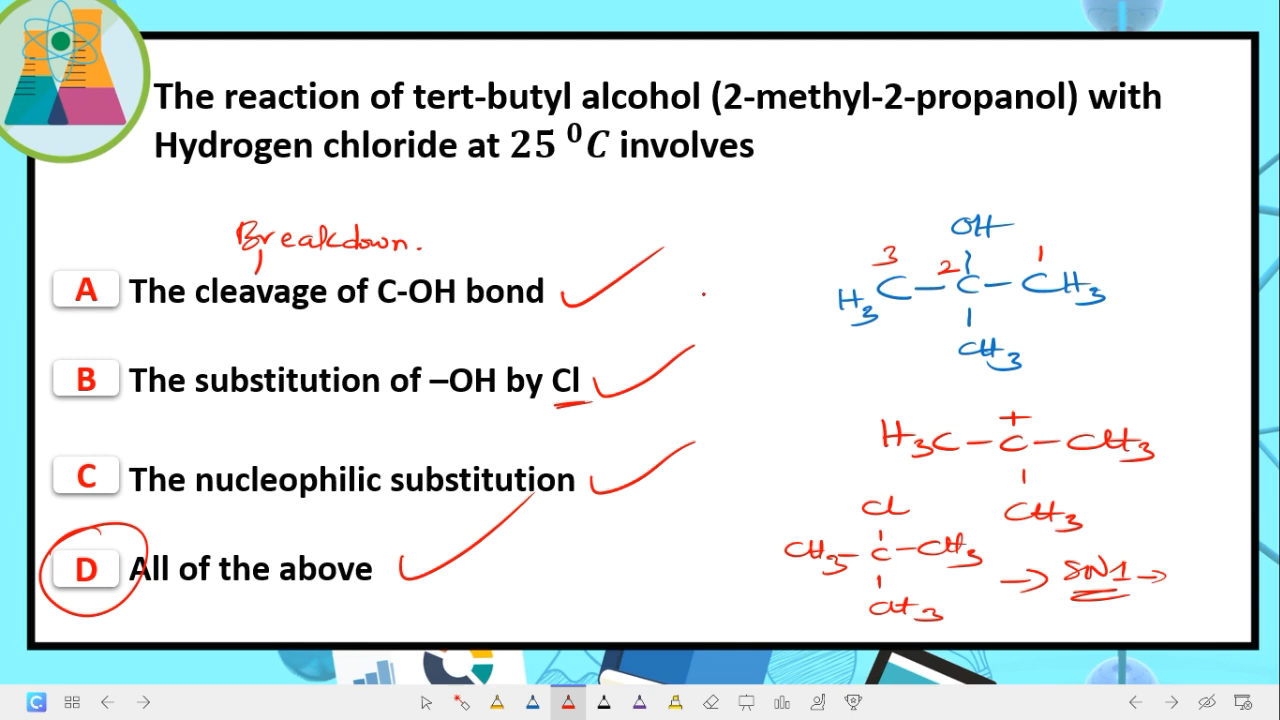 The reaction of tert-butyl alcohol (2-methyl-2-propanol) with
Hydrogen chloride at 25 ⁰C involves
Breakdown.
A The cleavage of C-OH bond
B The substitution of –OH by Cl
C The nucleophilic substitution
D All of the above
OH
3 2 1
H3C – C – CH3
CH3
+
H3C – C – CH3
CH3
Cl
CH3 – C – CH3
CH3
→ SN1 →
C